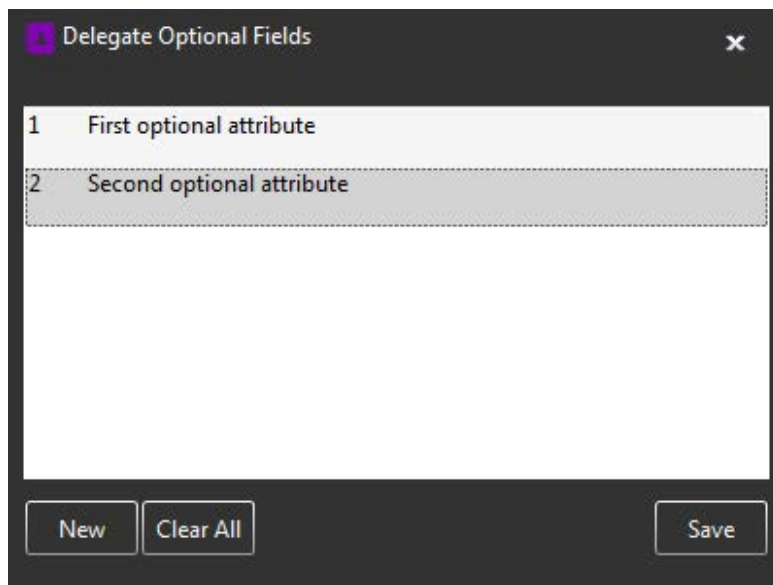 Delegate Optional Fields
1 First optional attribute
2 Second optional attribute
New Clear All Save